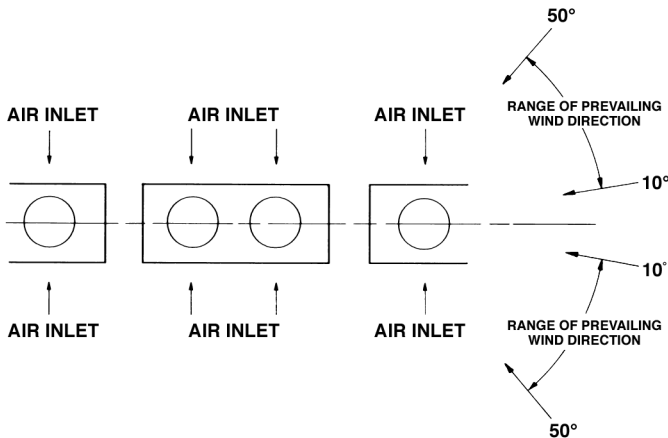 50°
AIR INLET
AIR INLET
AIR INLET
RANGE OF PREVAILING
WIND DIRECTION
10°
10°
AIR INLET
AIR INLET
AIR INLET
RANGE OF PREVAILING
WIND DIRECTION
50°